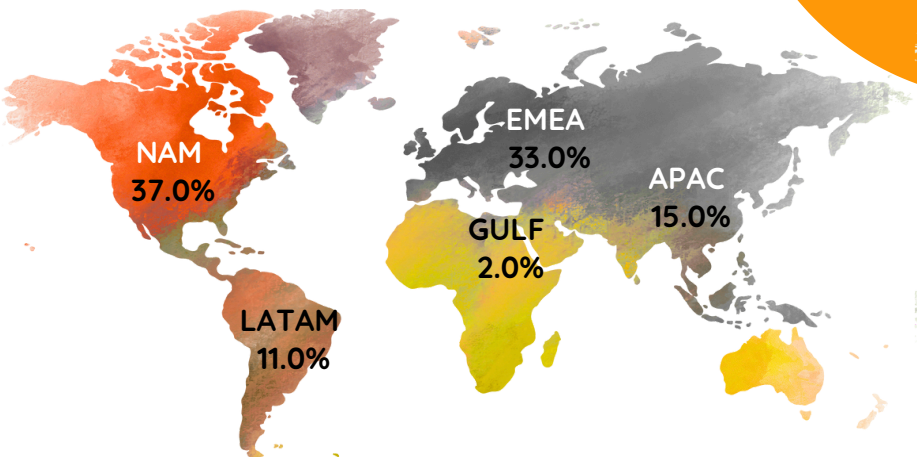 NAM
37.0%
EMEA
33.0%
APAC
15.0%
GULF
2.0%
LATAM
11.0%